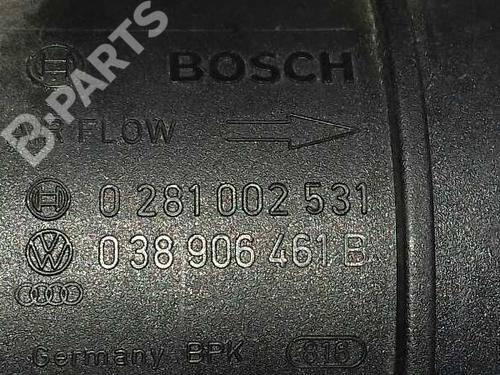 BOSCH
B-PARTS
AIR FLOW
0 281 002 531
038 906 461 B
Germany BPK 816